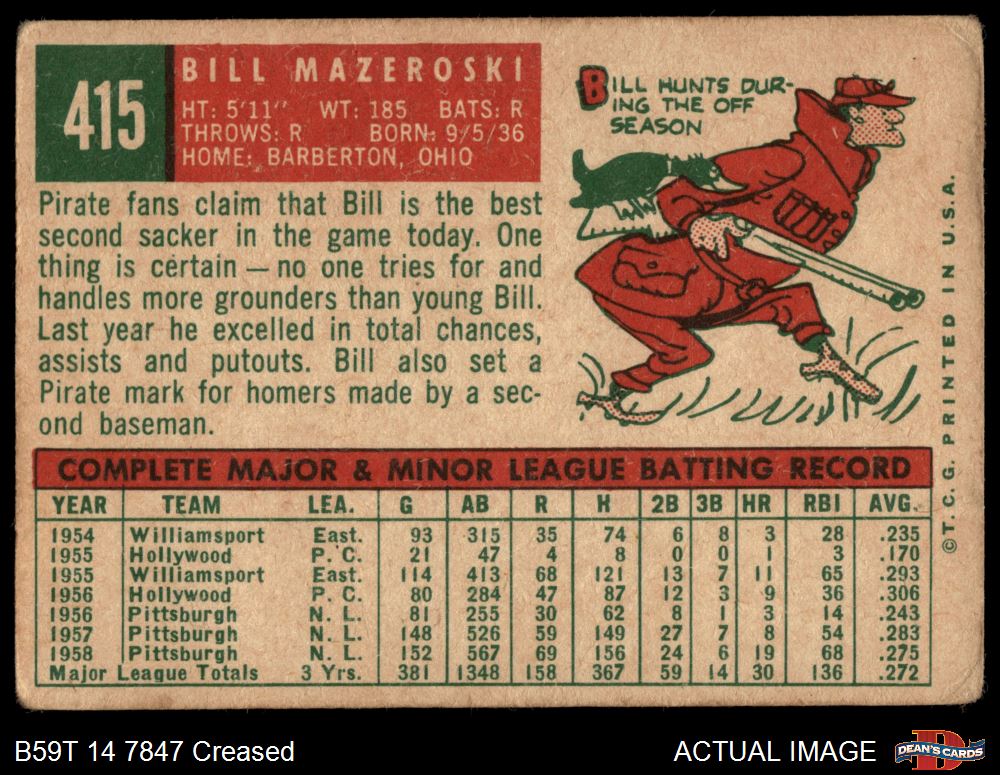 415
BILL MAZEROSKI
HT: 5'11" WT: 185 BATS: R
THROWS: R BORN: 9/5/36
HOME: BARBERTON, OHIO
BILL HUNTS DUR-
ING THE OFF
SEASON
Pirate fans claim that Bill is the best
second sacker in the game today. One
thing is certain — no one tries for and
handles more grounders than young Bill.
Last year he excelled in total chances,
assists and putouts. Bill also set a
Pirate mark for homers made by a sec-
ond baseman.
COMPLETE MAJOR & MINOR LEAGUE BATTING RECORD
YEAR TEAM LEA. G AB R H 2B 3B HR RBI AVG.
1954 Williamsport East. 93 315 35 74 6 8 3 28 .235
1955 Hollywood P. C. 21 47 4 8 0 0 1 3 .170
1955 Williamsport East. 114 413 68 121 13 7 11 65 .293
1956 Hollywood P. C. 80 284 47 87 12 3 9 36 .306
1956 Pittsburgh N. L. 81 255 30 62 8 1 3 14 .243
1957 Pittsburgh N. L. 148 526 59 149 27 7 8 54 .283
1958 Pittsburgh N. L. 152 567 69 156 24 6 19 68 .275
Major League Totals 3 Yrs. 381 1348 158 367 59 14 30 136 .272
© T. C. G. PRINTED IN U.S.A.
B59T 14 7847 Creased
ACTUAL IMAGE
D
DEAN'S CARDS